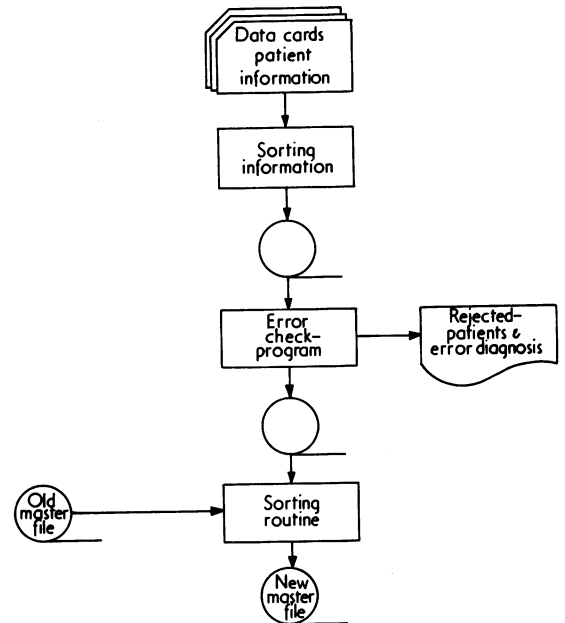 Data cards
patient
information
Sorting
information
Error
check-
program
Rejected-
patients &
error diagnosis
Old
master
file
Sorting
routine
New
master
file